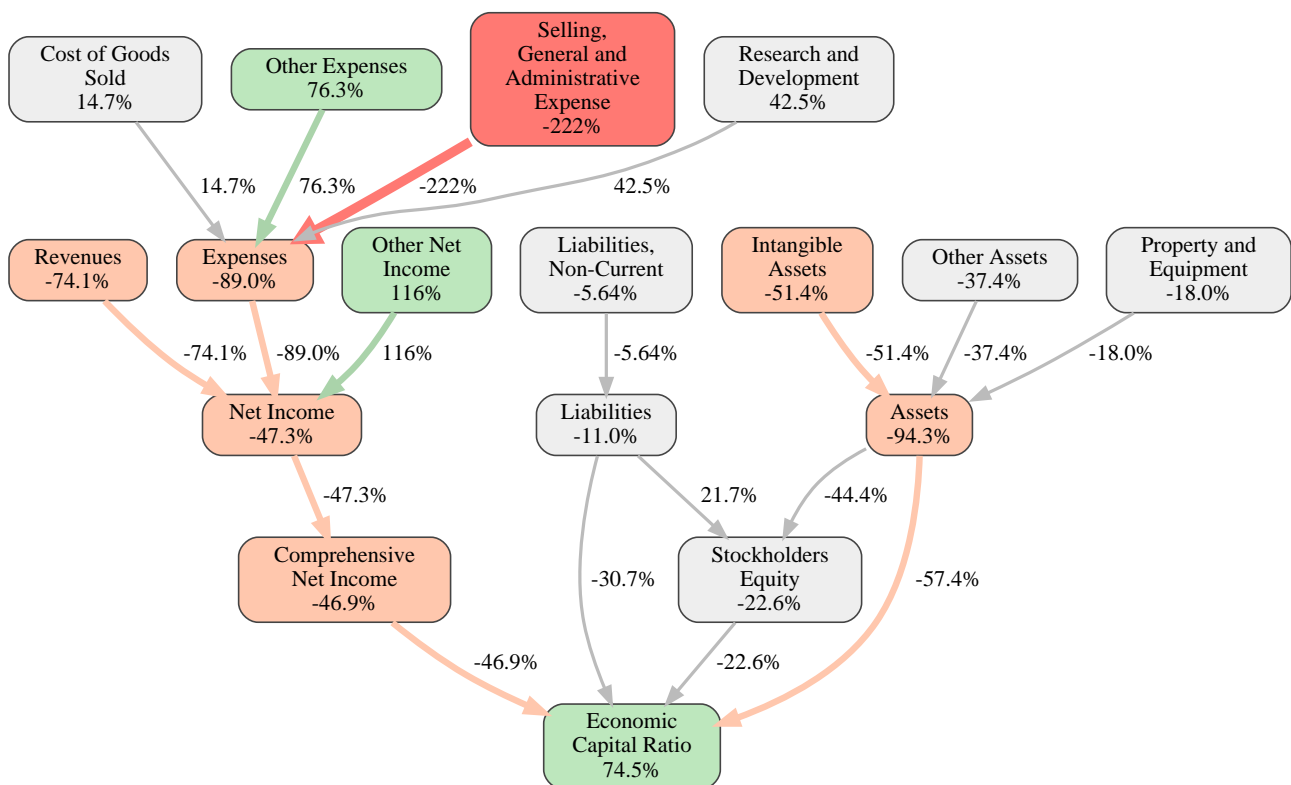 Cost of Goods
Sold
14.7%
Other Expenses
76.3%
Selling,
General and
Administrative
Expense
-222%
Research and
Development
42.5%
14.7%
76.3%
-222%
42.5%
Revenues
-74.1%
Expenses
-89.0%
Other Net
Income
116%
Liabilities,
Non-Current
-5.64%
Intangible
Assets
-51.4%
Other Assets
-37.4%
Property and
Equipment
-18.0%
-74.1%
-89.0%
116%
-5.64%
-51.4%
-37.4%
-18.0%
Net Income
-47.3%
Liabilities
-11.0%
Assets
-94.3%
-47.3%
21.7%
-44.4%
Comprehensive
Net Income
-46.9%
-30.7%
Stockholders
Equity
-22.6%
-57.4%
-46.9%
-22.6%
Economic
Capital Ratio
74.5%